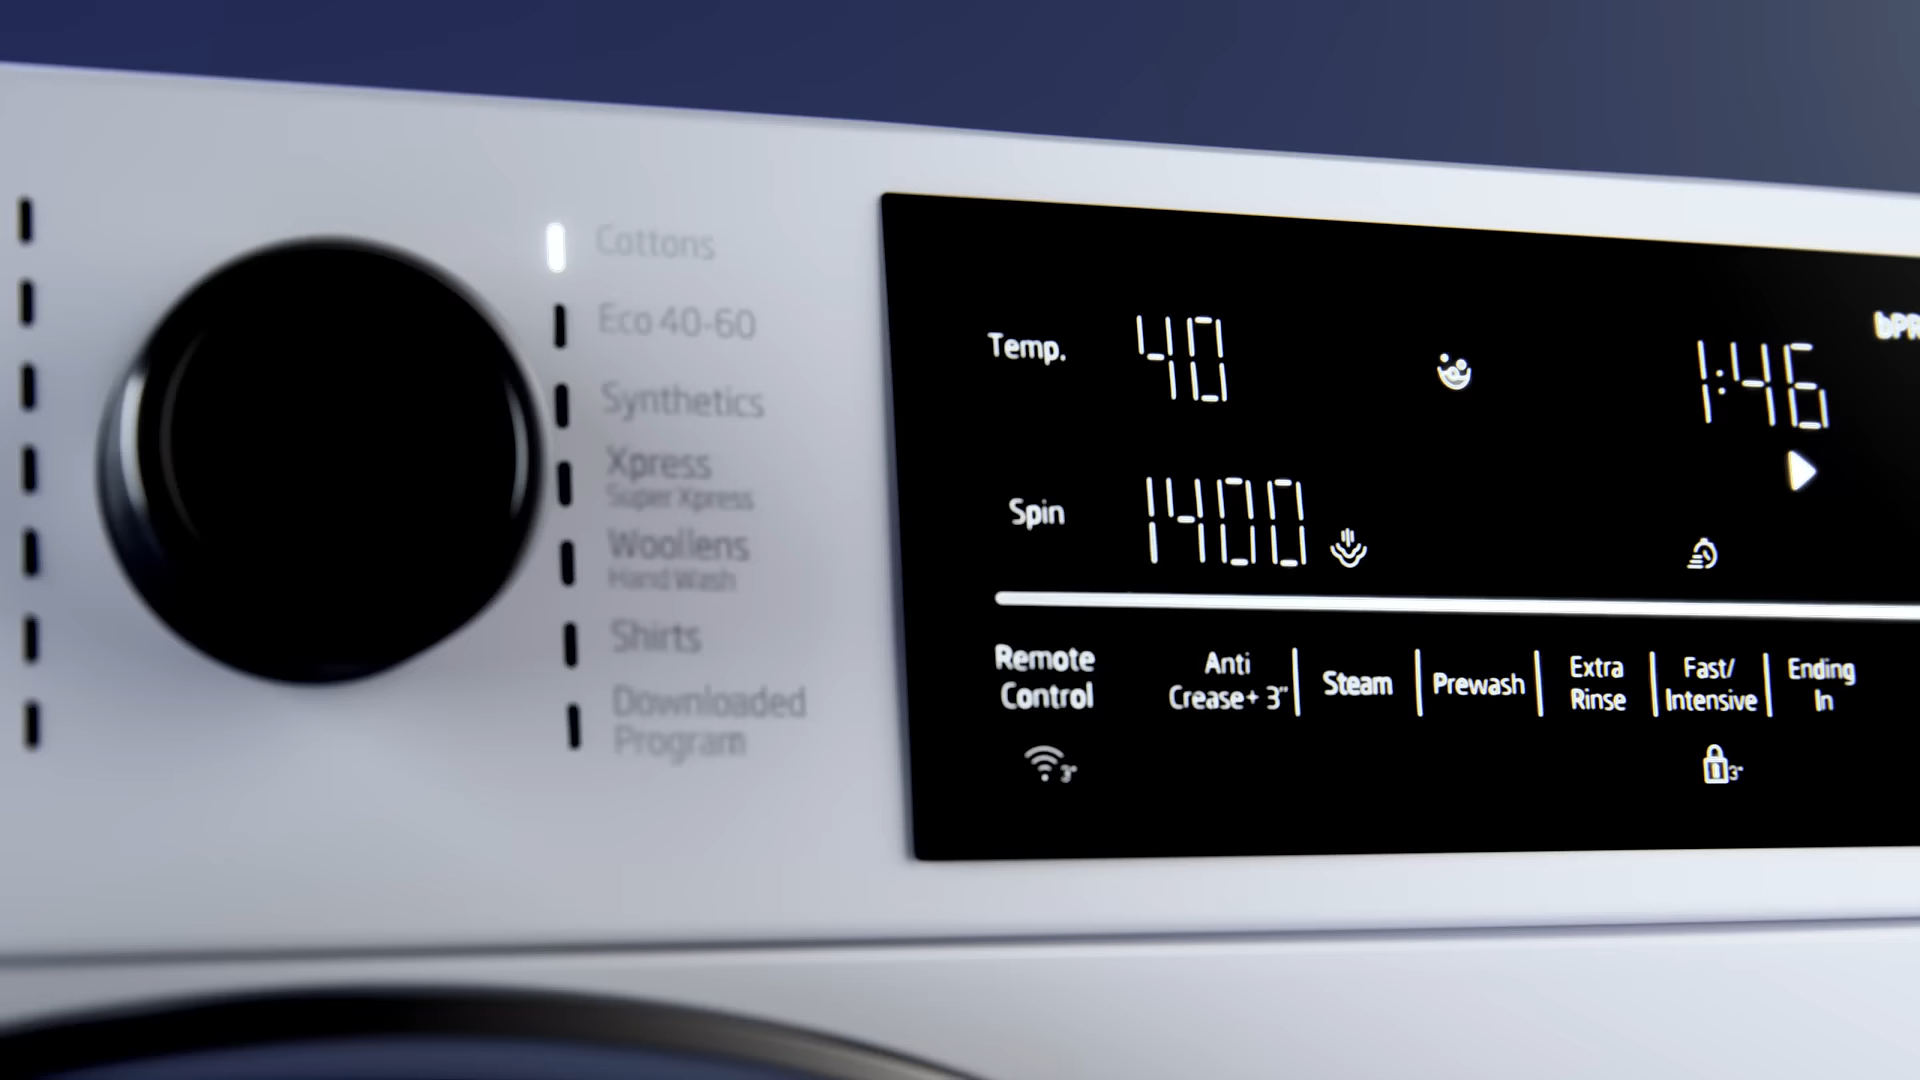 Cottons
Eco 40-60
Synthetics
Xpress
Super Xpress
Woollens
Hand Wash
Shirts
Downloaded
Program
Temp. 40
1:46
Spin 1400
Remote
Control
Anti
Crease+ 3"
Steam
Prewash
Extra
Rinse
Fast/
Intensive
Ending
In
3"
3"